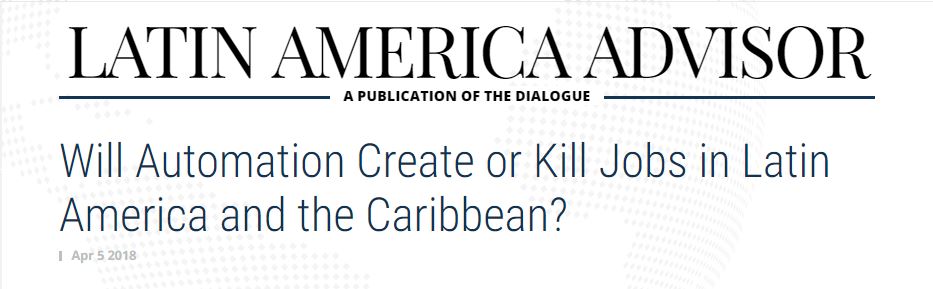 LATIN AMERICA ADVISOR
A PUBLICATION OF THE DIALOGUE
Will Automation Create or Kill Jobs in Latin
America and the Caribbean?
Apr 5 2018